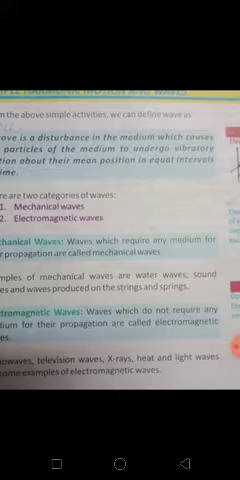 SIMPLE HARMONIC MOTION AND WAVES
m the above simple activities, we can define wave as
ave is a disturbance in the medium which causes
particles of the medium to undergo vibratory
tion about their mean position in equal intervals
ime.
re are two categories of waves:
1. Mechanical waves
2. Electromagnetic waves
chanical Waves: Waves which require any medium for
r propagation are called mechanical waves.
mples of mechanical waves are water waves, sound
es and waves produced on the strings and springs.
ctromagnetic Waves: Waves which do not require any
dium for their propagation are called electromagnetic
es.
owaves, television waves, X-rays, heat and light waves
some examples of electromagnetic waves.